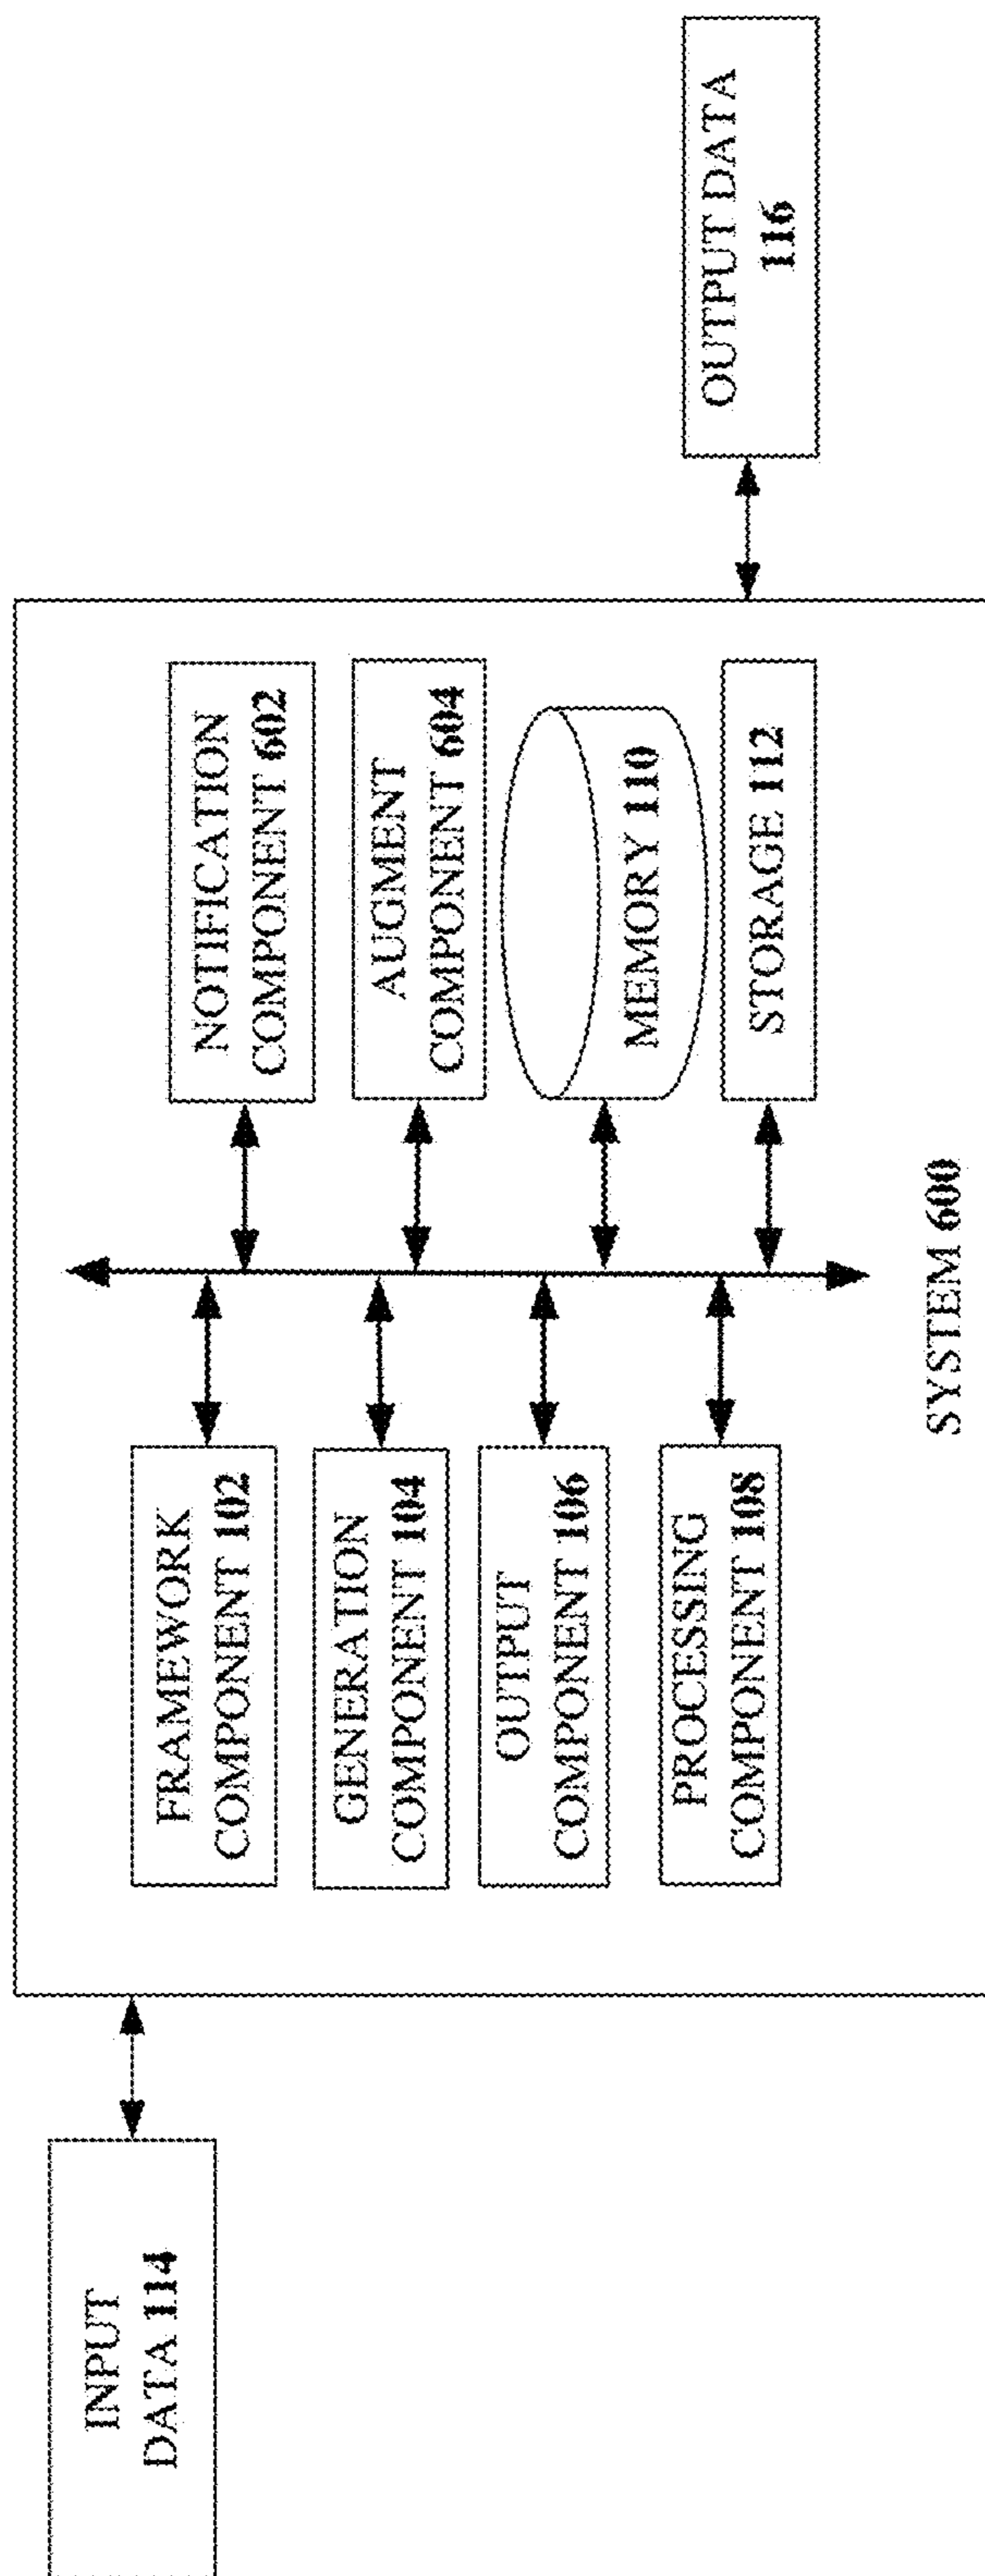 INPUT
DATA 114
FRAMEWORK
COMPONENT 102
GENERATION
COMPONENT 104
OUTPUT
COMPONENT 106
PROCESSING
COMPONENT 108
NOTIFICATION
COMPONENT 602
AUGMENT
COMPONENT 604
MEMORY 110
STORAGE 112
SYSTEM 600
OUTPUT DATA
116